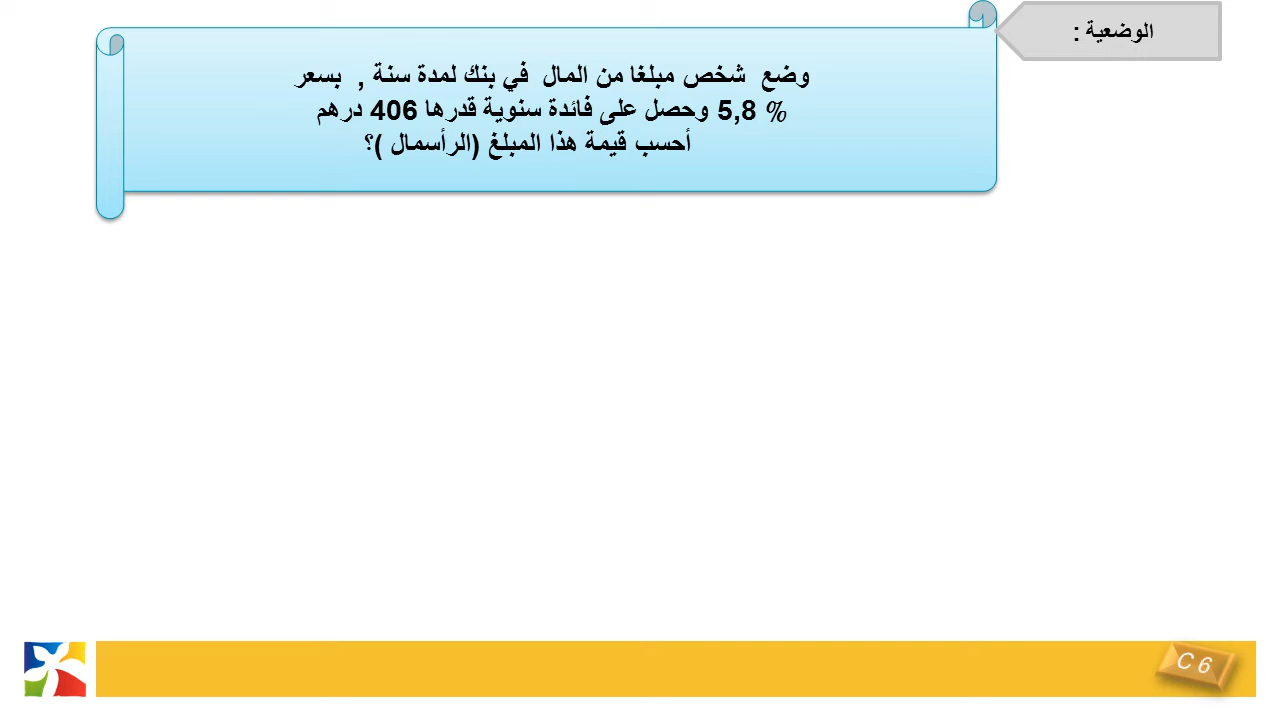 الوضعية :
وضع شخص مبلغا من المال في بنك لمدة سنة , بسعر
% 5,8 وحصل على فائدة سنوية قدرها 406 درهم
أحسب قيمة هذا المبلغ (الرأسمال )؟
C 6